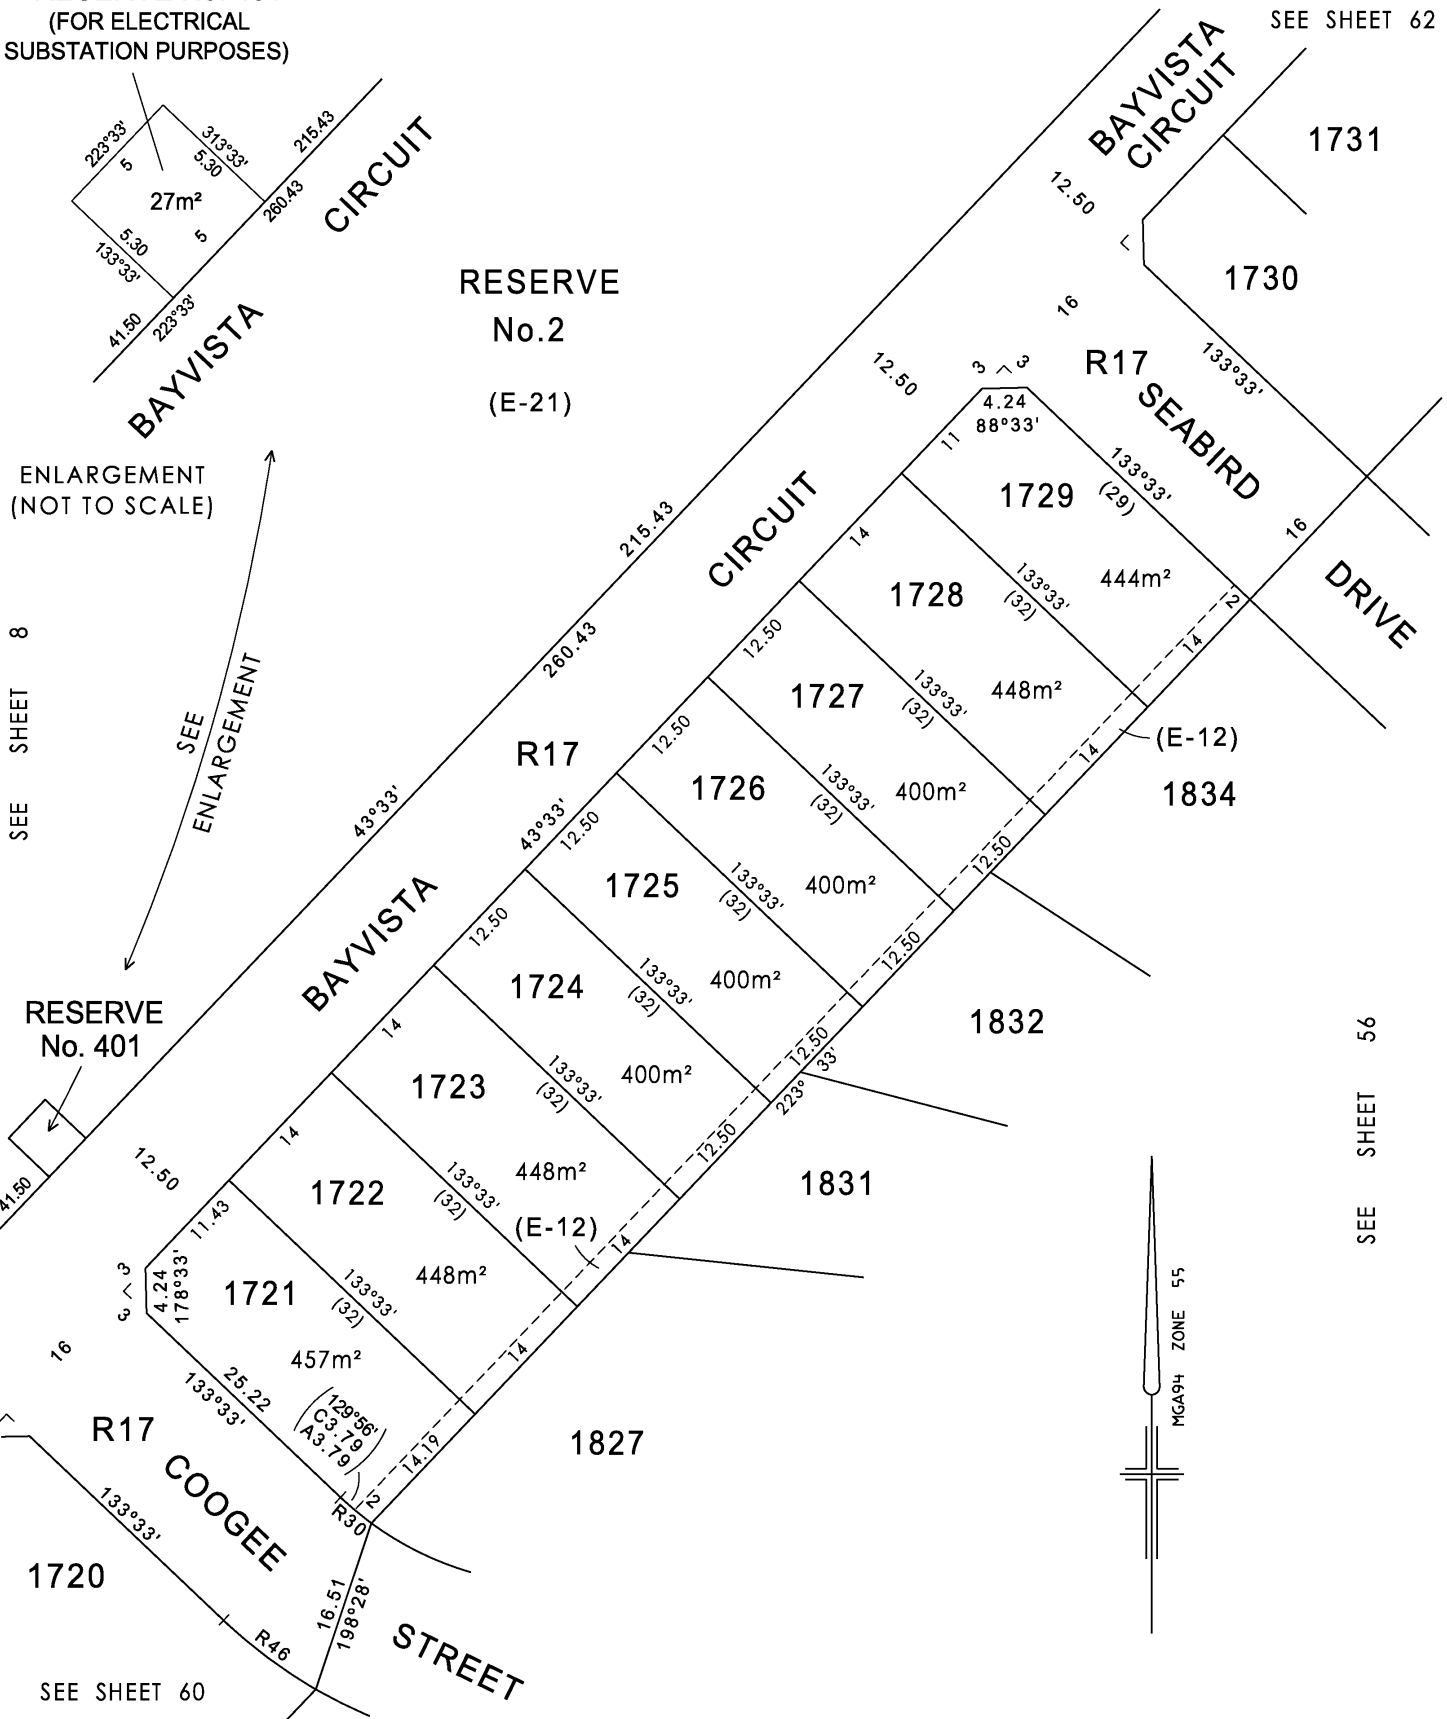 (FOR ELECTRICAL
SUBSTATION PURPOSES)
223°33'
5
313°33'
5.30
27m²
5.30
133°33'
5
215.43
260.43
41.50
223°33'
BAYVISTA CIRCUIT
ENLARGEMENT
(NOT TO SCALE)
RESERVE
No.2
(E-21)
SEE SHEET 62
BAYVISTA
CIRCUIT
12.50
1731
1730
16
R17
SEABIRD DRIVE
133°33'
12.50
3
3
4.24
88°33'
11
1729
133°33'
(29)
444m²
16
2
14
14
1728
133°33'
(32)
448m²
14
(E-12)
1834
12.50
1727
133°33'
(32)
400m²
12.50
12.50
1726
133°33'
(32)
400m²
12.50
12.50
1725
133°33'
(32)
400m²
12.50
223° 33'
12.50
1724
133°33'
(32)
400m²
12.50
14
1723
133°33'
(32)
448m²
14
(E-12)
14
1722
133°33'
(32)
448m²
14
11.43
1721
133°33'
(32)
457m²
14.19
2
215.43
260.43
43°33'
R17
43°33'
BAYVISTA CIRCUIT
SEE SHEET 8
SEE
ENLARGEMENT
RESERVE
No. 401
41.50
12.50
3
3
4.24
178°33'
16
25.22
133°33'
129°56'
C3.79
A3.79
R30
R17
COOGEE STREET
133°33'
1720
R46
16.51
198°28'
SEE SHEET 60
1832
1831
1827
SEE SHEET 56
MGA94 ZONE 55